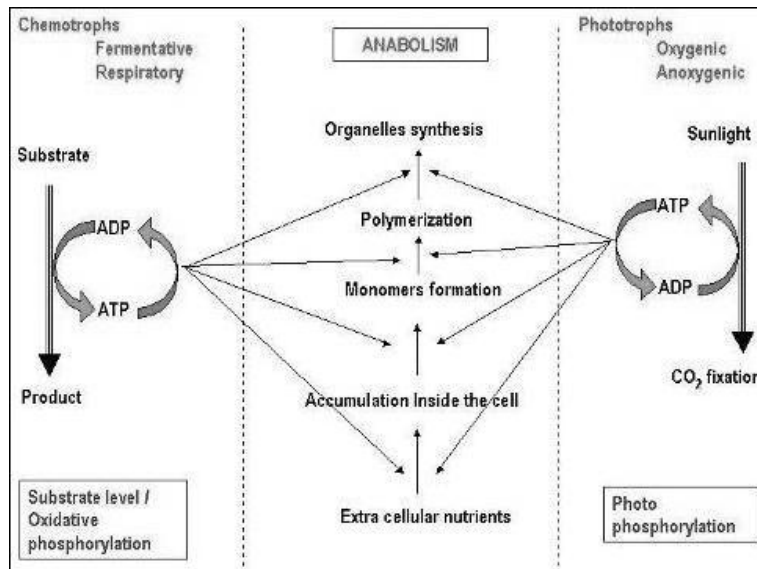 Chemotrophs
Fermentative
Respiratory
Substrate
ADP
ATP
Product
Substrate level /
Oxidative
phosphorylation
ANABOLISM
Organelles synthesis
Polymerization
Monomers formation
Accumulation Inside the cell
Extra cellular nutrients
Phototrophs
Oxygenic
Anoxygenic
Sunlight
ATP
ADP
CO₂ fixation
Photo
phosphorylation